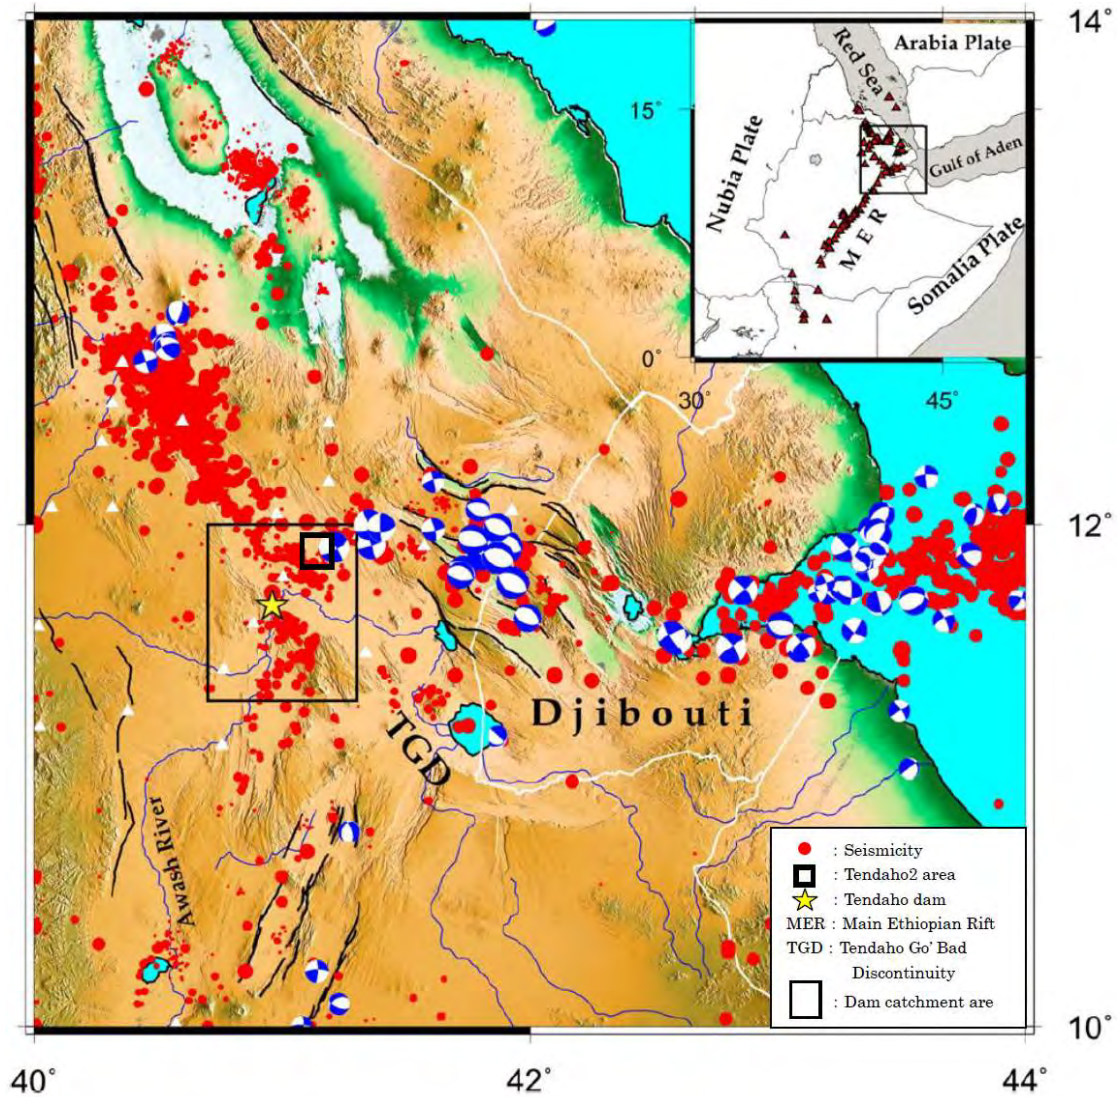 14°
Red Sea
Arabia Plate
15°
Nubia Plate
Gulf of Aden
MER
Somalia Plate
0°
30°
45°
12°
Djibouti
TGD
Awash River
: Seismicity
: Tendaho2 area
: Tendaho dam
MER : Main Ethiopian Rift
TGD : Tendaho Go' Bad
Discontinuity
: Dam catchment are
10°
40°
42°
44°